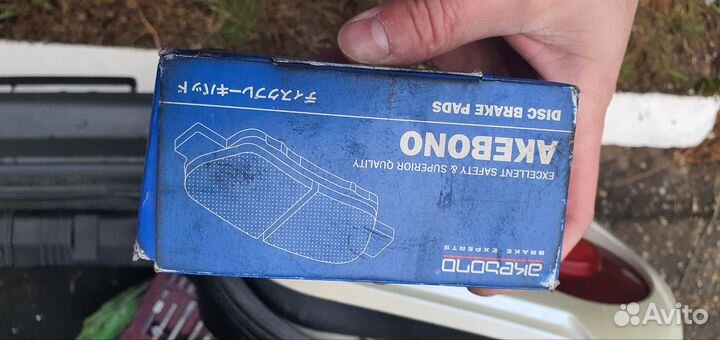 akebono
BRAKE EXPERTS
EXCELLENT SAFETY & SUPERIOR QUALITY
AKEBONO
DISC BRAKE PADS
ディスクブレーキパッド
Avito